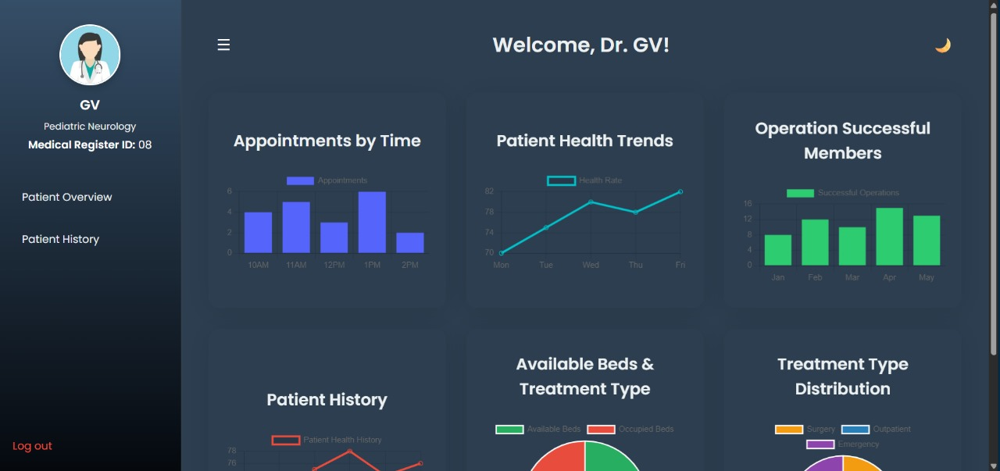 ☰
Welcome, Dr. GV!
GV
Pediatric Neurology
Medical Register ID: 08
Patient Overview
Patient History
Log out
Appointments by Time
Appointments
6
4
2
0
10AM 11AM 12PM 1PM 2PM
Patient Health Trends
Health Rate
82
78
74
70
Mon Tue Wed Thu Fri
Operation Successful
Members
Successful Operations
16
12
8
4
0
Jan Feb Mar Apr May
Patient History
Patient Health History
78
76
Available Beds &
Treatment Type
Available Beds Occupied Beds
Treatment Type
Distribution
Surgery Outpatient
Emergency